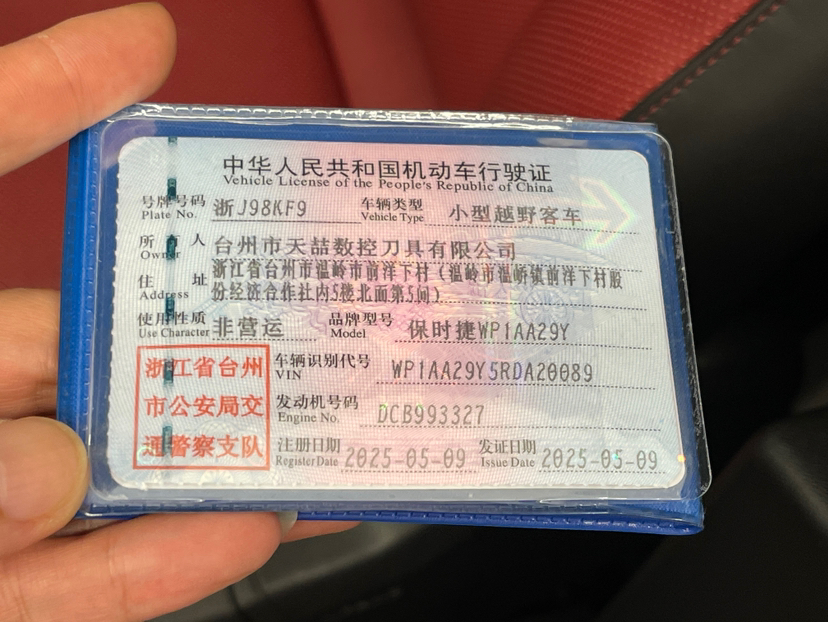 中华人民共和国机动车行驶证
Vehicle License of the People's Republic of China
号牌号码 浙J98KF9 车辆类型 小型越野客车
Plate No. Vehicle Type
所有人 台州市天喆数控刀具有限公司
Owner
住址 浙江省台州市温岭市前洋下村（温岭市温峤镇前洋下村股
Address 份经济合作社内5楼北面第5间）
使用性质 非营运 品牌型号 保时捷WP1AA29Y
Use Character Model
浙江省台州 车辆识别代号 WP1AA29Y5RDA20089
VIN
市公安局交 发动机号码 DCB993327
Engine No.
通警察支队 注册日期 2025-05-09 发证日期 2025-05-09
Register Date Issue Date